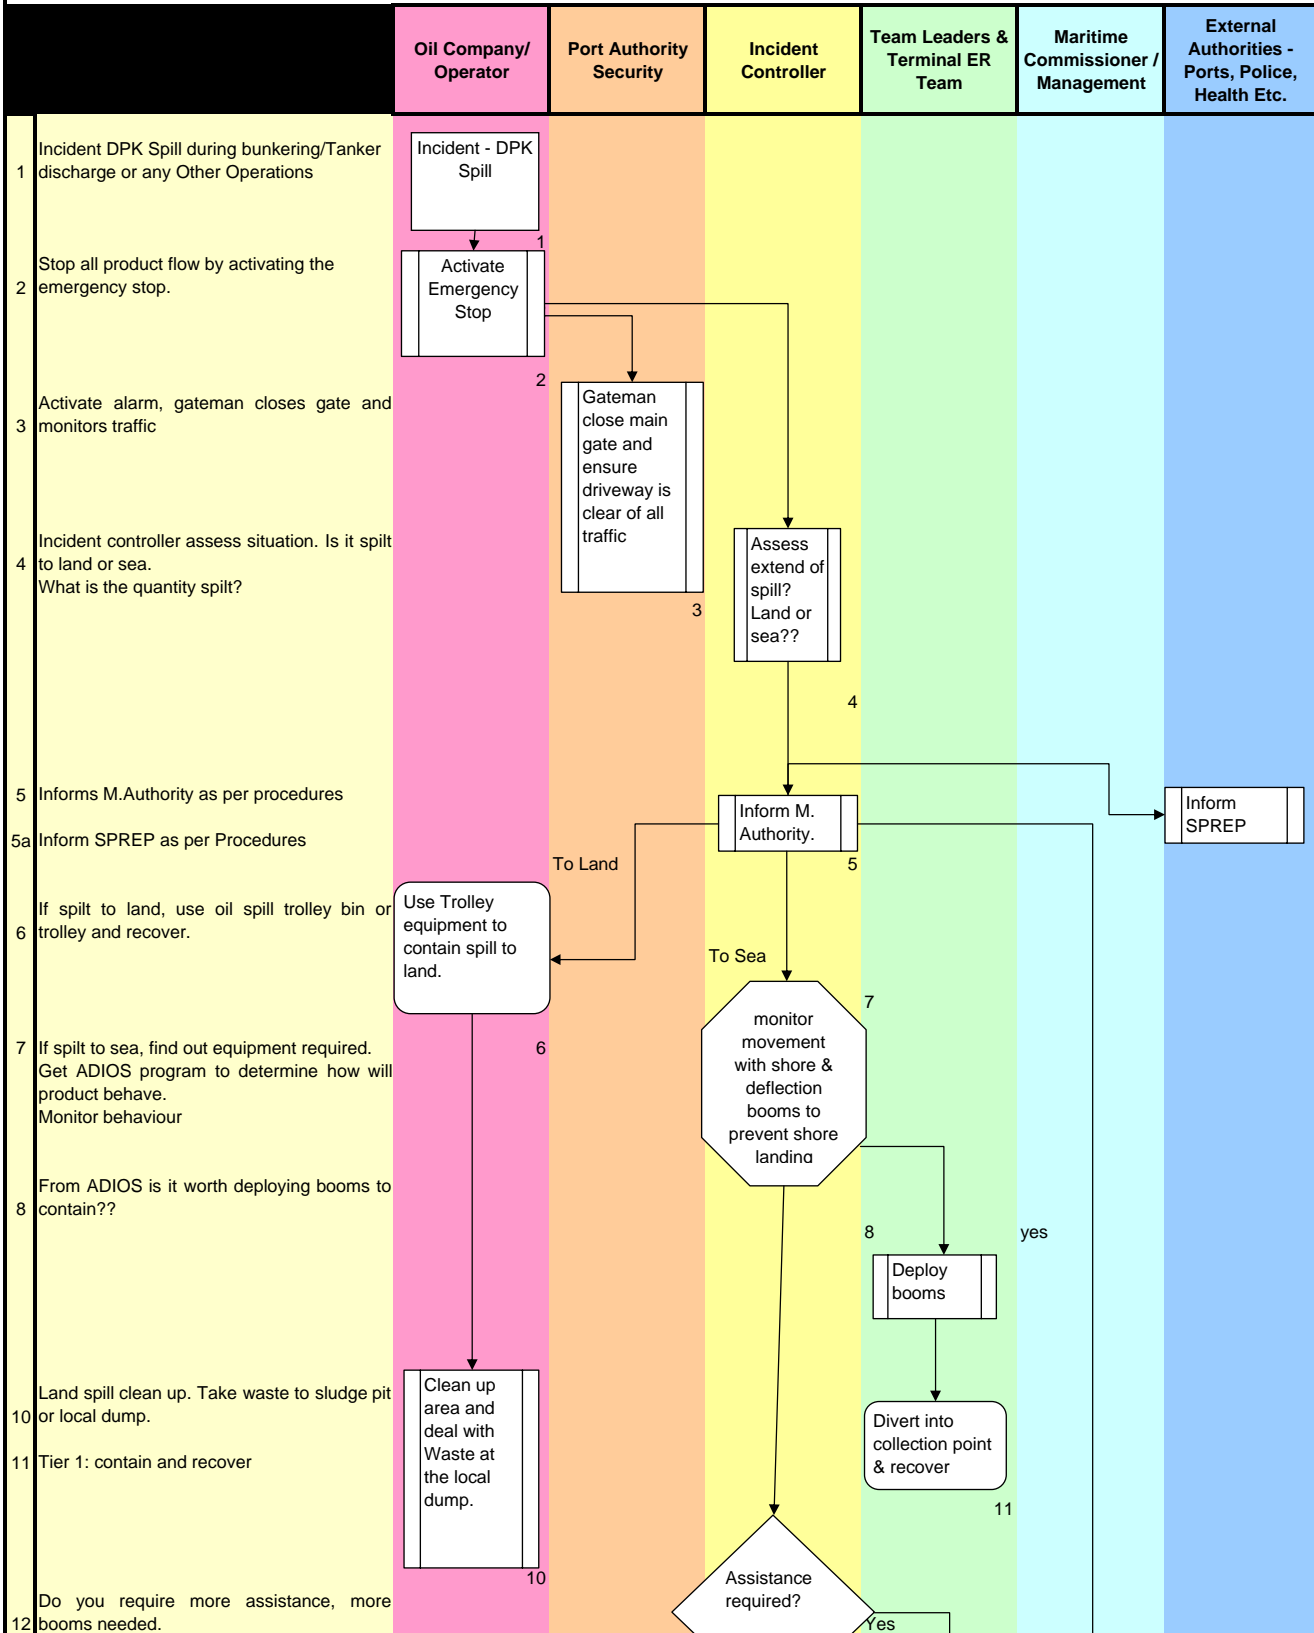 Oil Company/
Operator
Port Authority
Security
Incident
Controller
Team Leaders &
Terminal ER
Team
Maritime
Commissioner /
Management
External
Authorities -
Ports, Police,
Health Etc.
1
Incident DPK Spill during bunkering/Tanker
discharge or any Other Operations
Incident - DPK
Spill
1
2
Stop all product flow by activating the
emergency stop.
Activate
Emergency
Stop
2
3
Activate alarm, gateman closes gate and
monitors traffic
Gateman
close main
gate and
ensure
driveway is
clear of all
traffic
3
4
Incident controller assess situation. Is it spilt
to land or sea.
What is the quantity spilt?
Assess
extend of
spill?
Land or
sea??
4
5
Informs M.Authority as per procedures
Inform M.
Authority.
5
Inform
SPREP
5a
Inform SPREP as per Procedures
To Land
6
If spilt to land, use oil spill trolley bin or
trolley and recover.
Use Trolley
equipment to
contain spill to
land.
6
To Sea
7
If spilt to sea, find out equipment required.
Get ADIOS program to determine how will
product behave.
Monitor behaviour
7
monitor
movement
with shore &
deflection
booms to
prevent shore
landing
8
From ADIOS is it worth deploying booms to
contain??
8
yes
Deploy
booms
10
Land spill clean up. Take waste to sludge pit
or local dump.
Clean up
area and
deal with
Waste at
the local
dump.
10
11
Tier 1: contain and recover
Divert into
collection point
& recover
11
12
Do you require more assistance, more
booms needed.
Assistance
required?
Yes